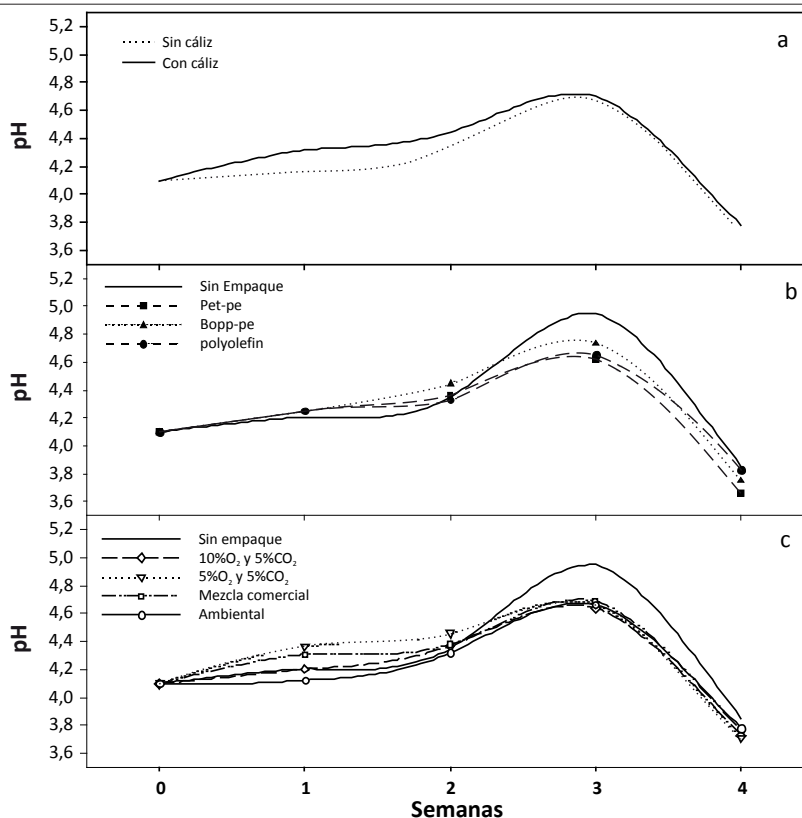 5,2
a
Sin cáliz
5,0
Con cáliz
4,8
4,6
pH
4,4
4,2
4,0
3,8
3,6
5,2
b
Sin Empaque
5,0
Pet-pe
4,8
Bopp-pe
4,6
polyolefin
pH
4,4
4,2
4,0
3,8
3,6
5,2
c
Sin empaque
5,0
10%O₂ y 5%CO₂
4,8
5%O₂ y 5%CO₂
4,6
Mezcla comercial
pH
4,4
Ambiental
4,2
4,0
3,8
3,6
0 1 2 3 4
Semanas